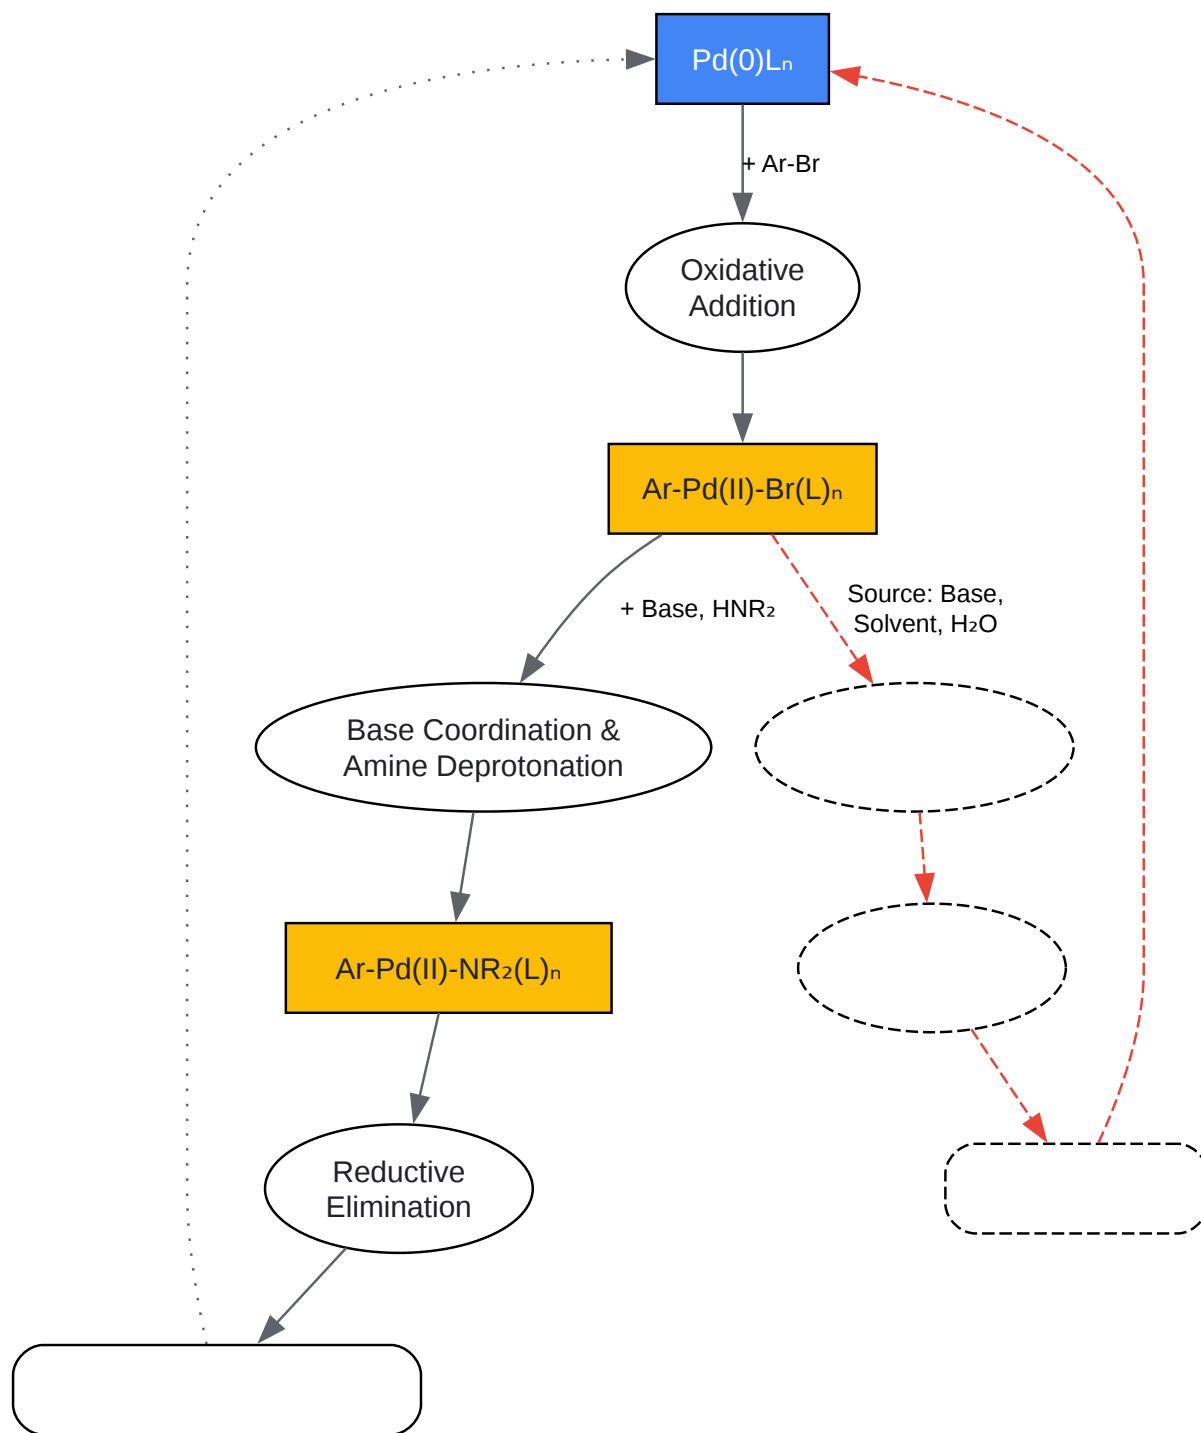 Pd(0)Lₙ
+ Ar-Br
Oxidative
Addition
Ar-Pd(II)-Br(L)ₙ
+ Base, HNR₂
Source: Base,
Solvent, H₂O
Base Coordination &
Amine Deprotonation
Ar-Pd(II)-NR₂(L)ₙ
Reductive
Elimination